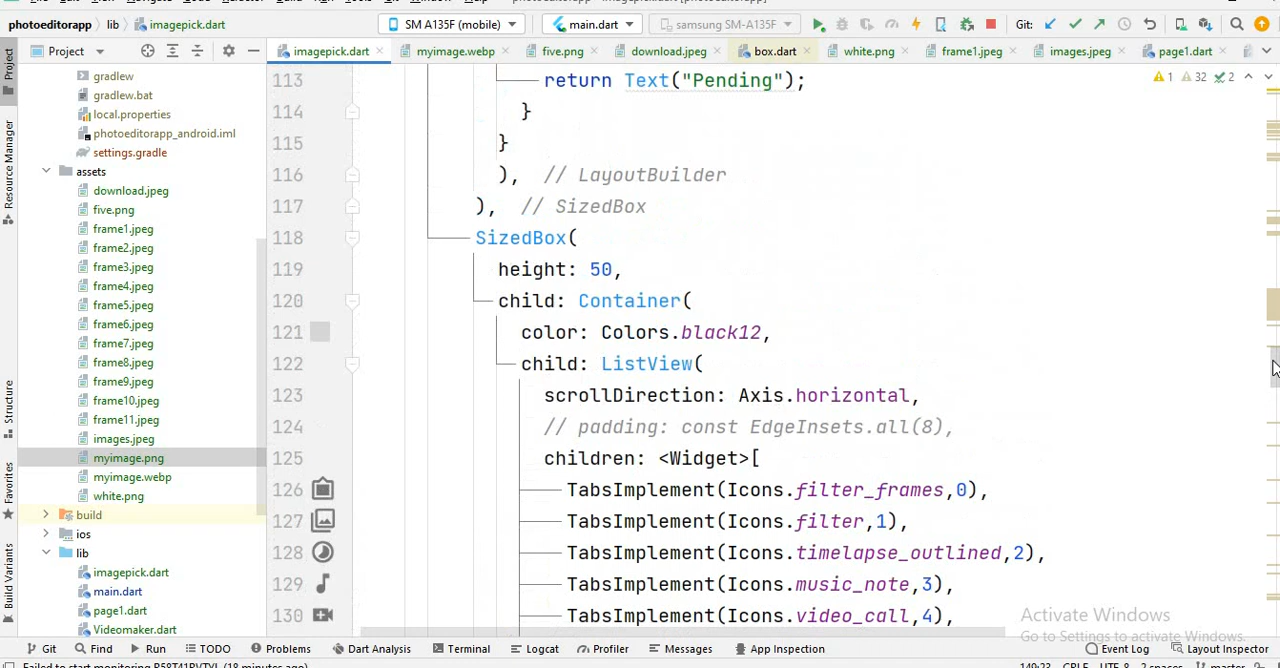 photoeditorapp lib imagepick.dart SM A135F (mobile) main.dart samsung SM-A135F Git:
Project imagepick.dart myimage.webp five.png download.jpeg box.dart white.png frame1.jpeg images.jpeg page1.dart
Project
Resource Manager
Structure
Favorites
Build Variants
gradlew
gradlew.bat
local.properties
photoeditorapp_android.iml
settings.gradle
assets
download.jpeg
five.png
frame1.jpeg
frame2.jpeg
frame3.jpeg
frame4.jpeg
frame5.jpeg
frame6.jpeg
frame7.jpeg
frame8.jpeg
frame9.jpeg
frame10.jpeg
frame11.jpeg
images.jpeg
myimage.png
myimage.webp
white.png
build
ios
lib
imagepick.dart
main.dart
page1.dart
Videomaker.dart
1 32 2
113 return Text("Pending");
114 }
115 }
116 ), // LayoutBuilder
117 ), // SizedBox
118 SizedBox(
119 height: 50,
120 child: Container(
121 color: Colors.black12,
122 child: ListView(
123 scrollDirection: Axis.horizontal,
124 // padding: const EdgeInsets.all(8),
125 children: <Widget>[
126 TabsImplement(Icons.filter_frames,0),
127 TabsImplement(Icons.filter,1),
128 TabsImplement(Icons.timelapse_outlined,2),
129 TabsImplement(Icons.music_note,3),
130 TabsImplement(Icons.video_call,4),
Activate Windows
Go to Settings to activate Windows.
Git Find Run TODO Problems Dart Analysis Terminal Logcat Profiler Messages App Inspection Event Log Layout Inspector